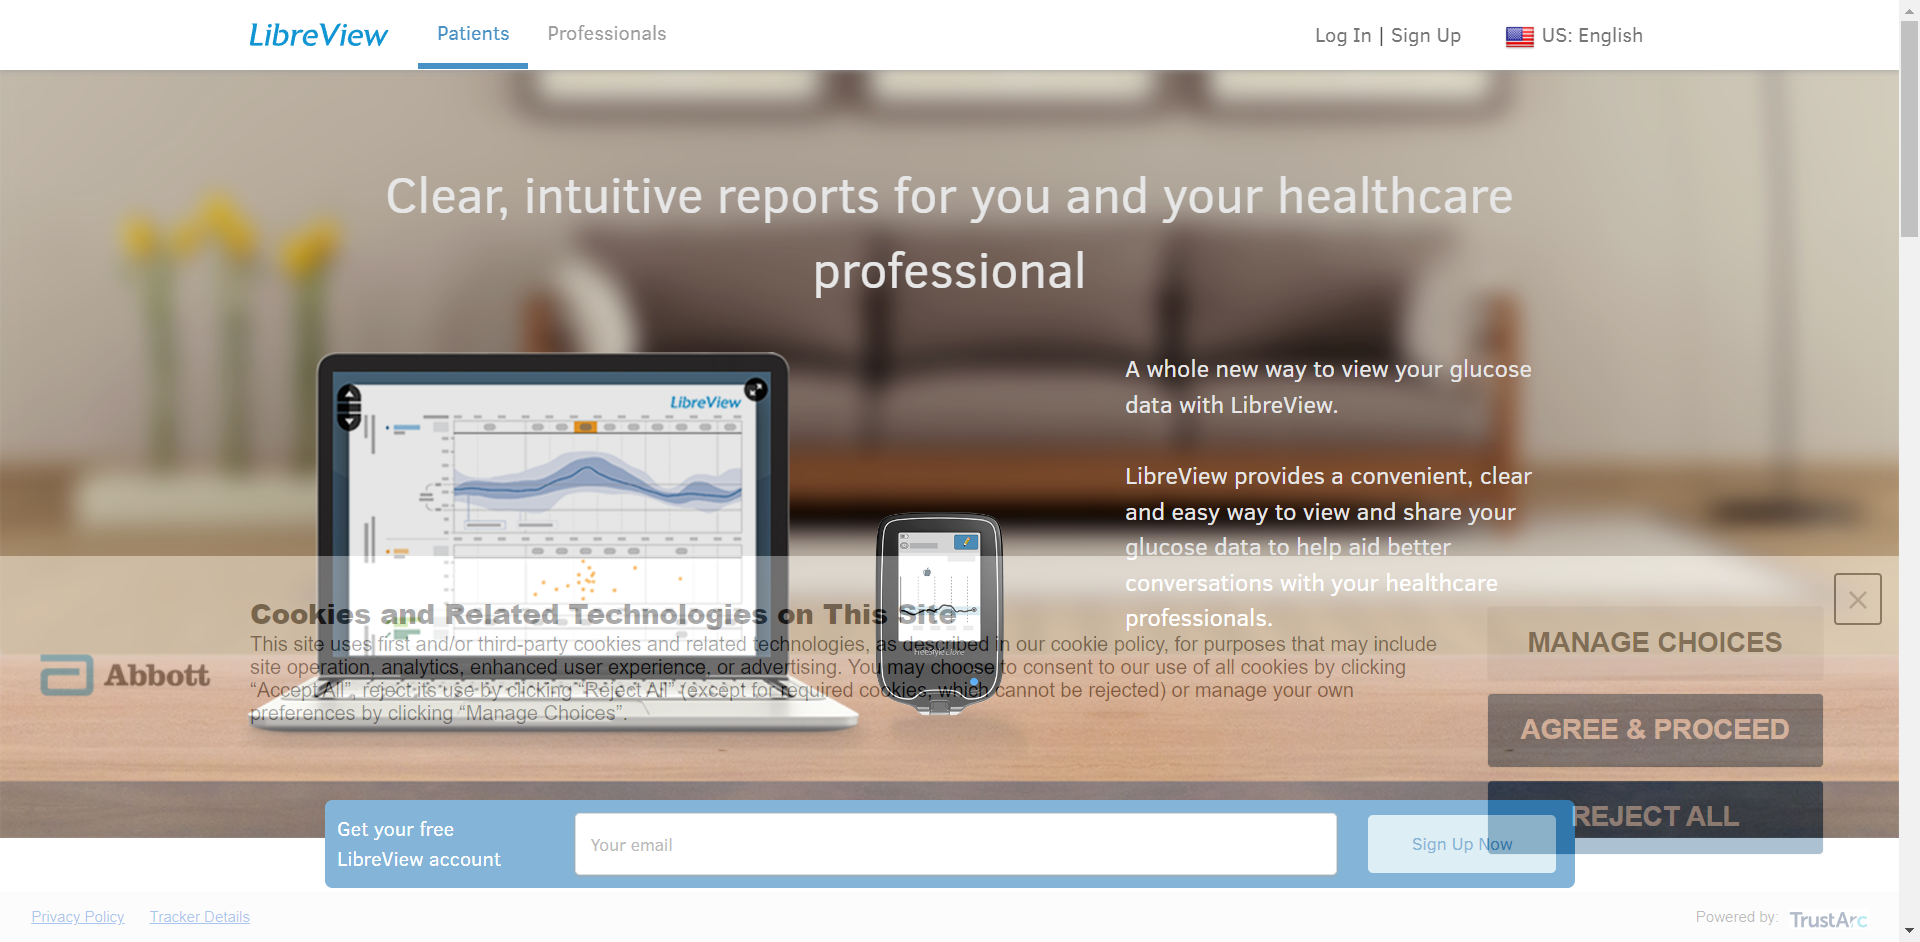 LibreView
Patients
Professionals
Log In | Sign Up
US: English
Clear, intuitive reports for you and your healthcare
professional
LibreView
A whole new way to view your glucose
data with LibreView.
LibreView provides a convenient, clear
and easy way to view and share your
glucose data to help aid better
conversations with your healthcare
professionals.
Cookies and Related Technologies on This Site
This site uses first and/or third-party cookies and related technologies, as described in our cookie policy, for purposes that may include
site operation, analytics, enhanced user experience, or advertising. You may choose to consent to our use of all cookies by clicking
“Accept All”, reject its use by clicking “Reject All” (except for required cookies, which cannot be rejected) or manage your own
preferences by clicking “Manage Choices”.
Abbott
MANAGE CHOICES
AGREE & PROCEED
REJECT ALL
Get your free
LibreView account
Your email
Sign Up Now
Privacy Policy
Tracker Details
Powered by:
TrustArc